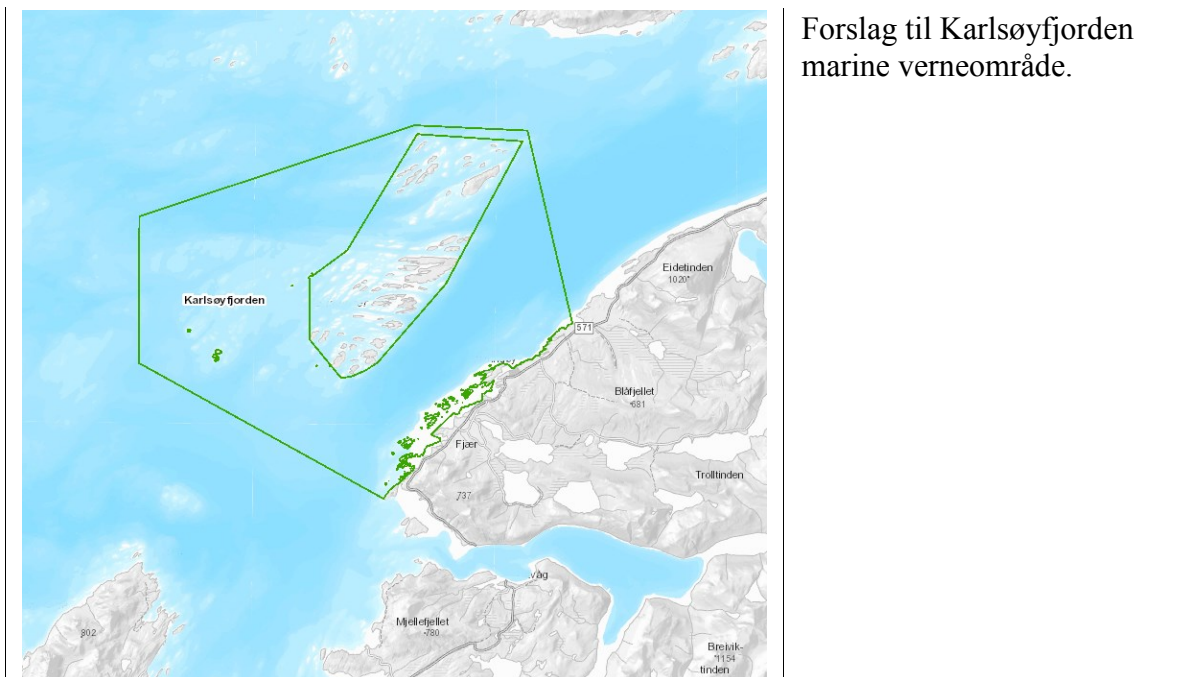 Forslag til Karlsøyfjorden
marine verneområde.
Karlsøyfjorden
Eidetinden
1020
571
Blåfjellet
681
Fjær
Trolltinden
737
våg
Mjellefjellet
780
802
Breivik-
1154
tinden